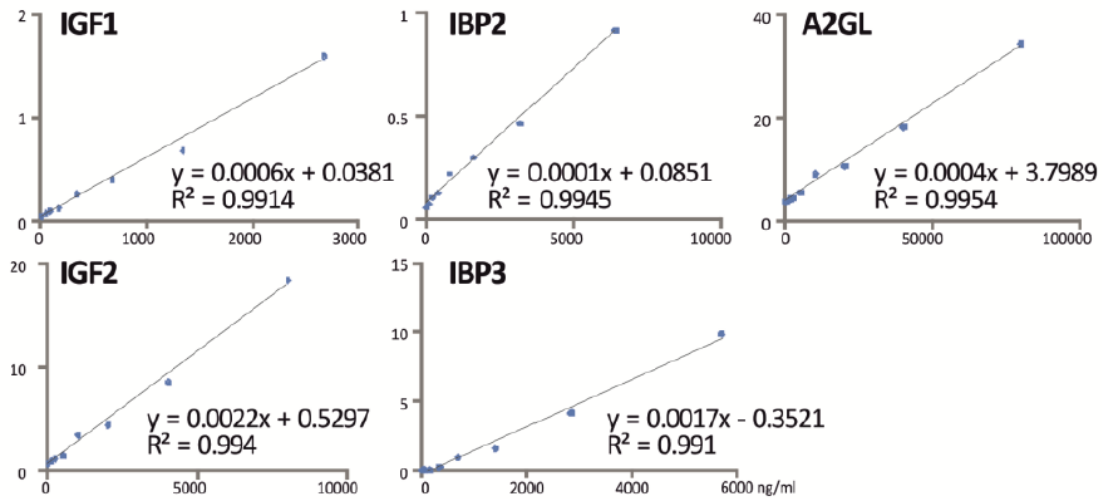 IGF1
2
1
0
0
1000
2000
3000
y = 0.0006x + 0.0381
R² = 0.9914
IBP2
1
0.5
0
0
5000
10000
y = 0.0001x + 0.0851
R² = 0.9945
A2GL
40
20
0
0
50000
100000
y = 0.0004x + 3.7989
R² = 0.9954
IGF2
20
10
0
0
5000
10000
y = 0.0022x + 0.5297
R² = 0.994
IBP3
15
10
5
0
0
2000
4000
6000 ng/ml
y = 0.0017x - 0.3521
R² = 0.991